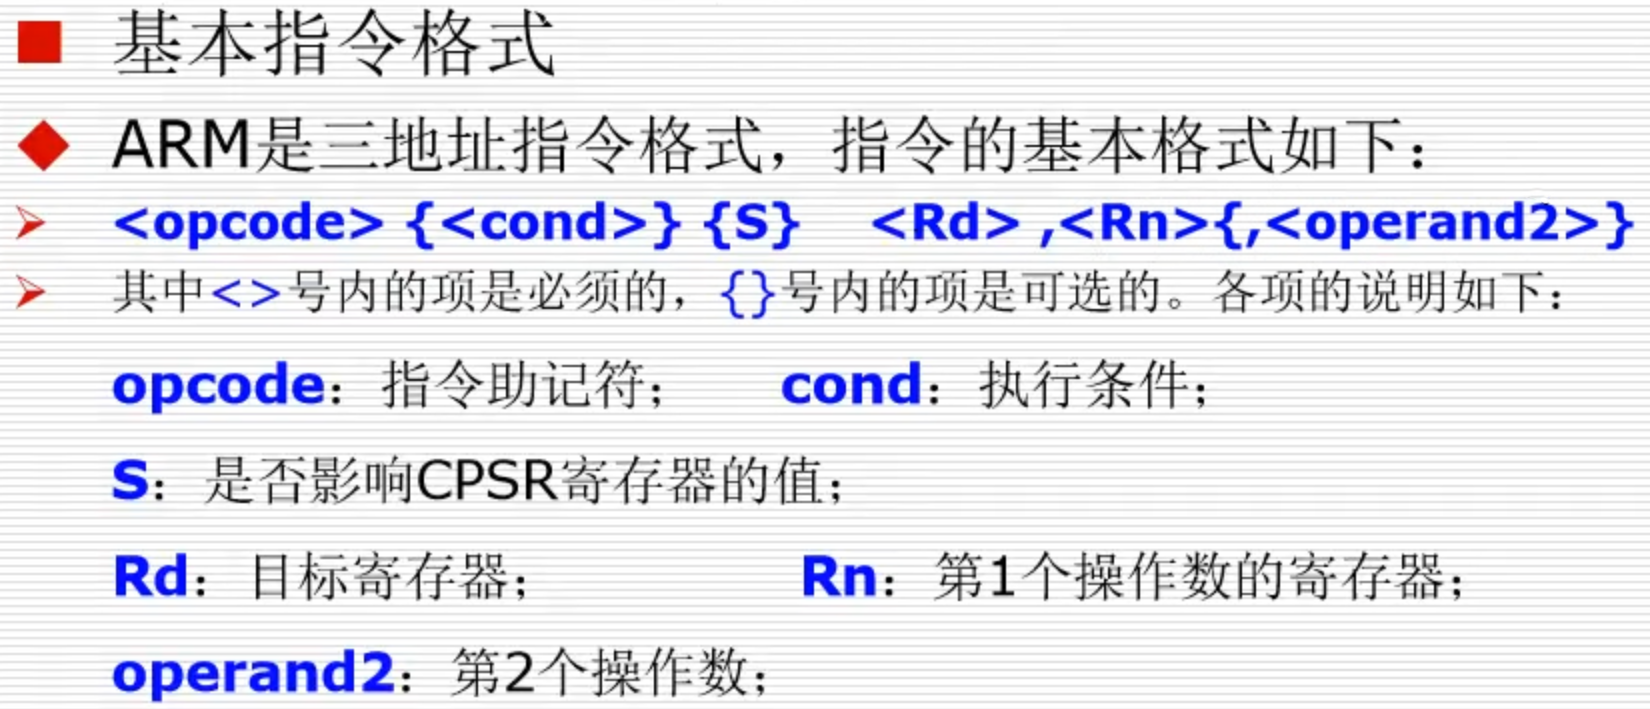 基本指令格式
ARM是三地址指令格式，指令的基本格式如下：
<opcode> {<cond>} {S} <Rd> ,<Rn>{,<operand2>}
其中<>号内的项是必须的，{}号内的项是可选的。各项的说明如下：
opcode：指令助记符； cond：执行条件；
S：是否影响CPSR寄存器的值；
Rd：目标寄存器； Rn：第1个操作数的寄存器；
operand2：第2个操作数；